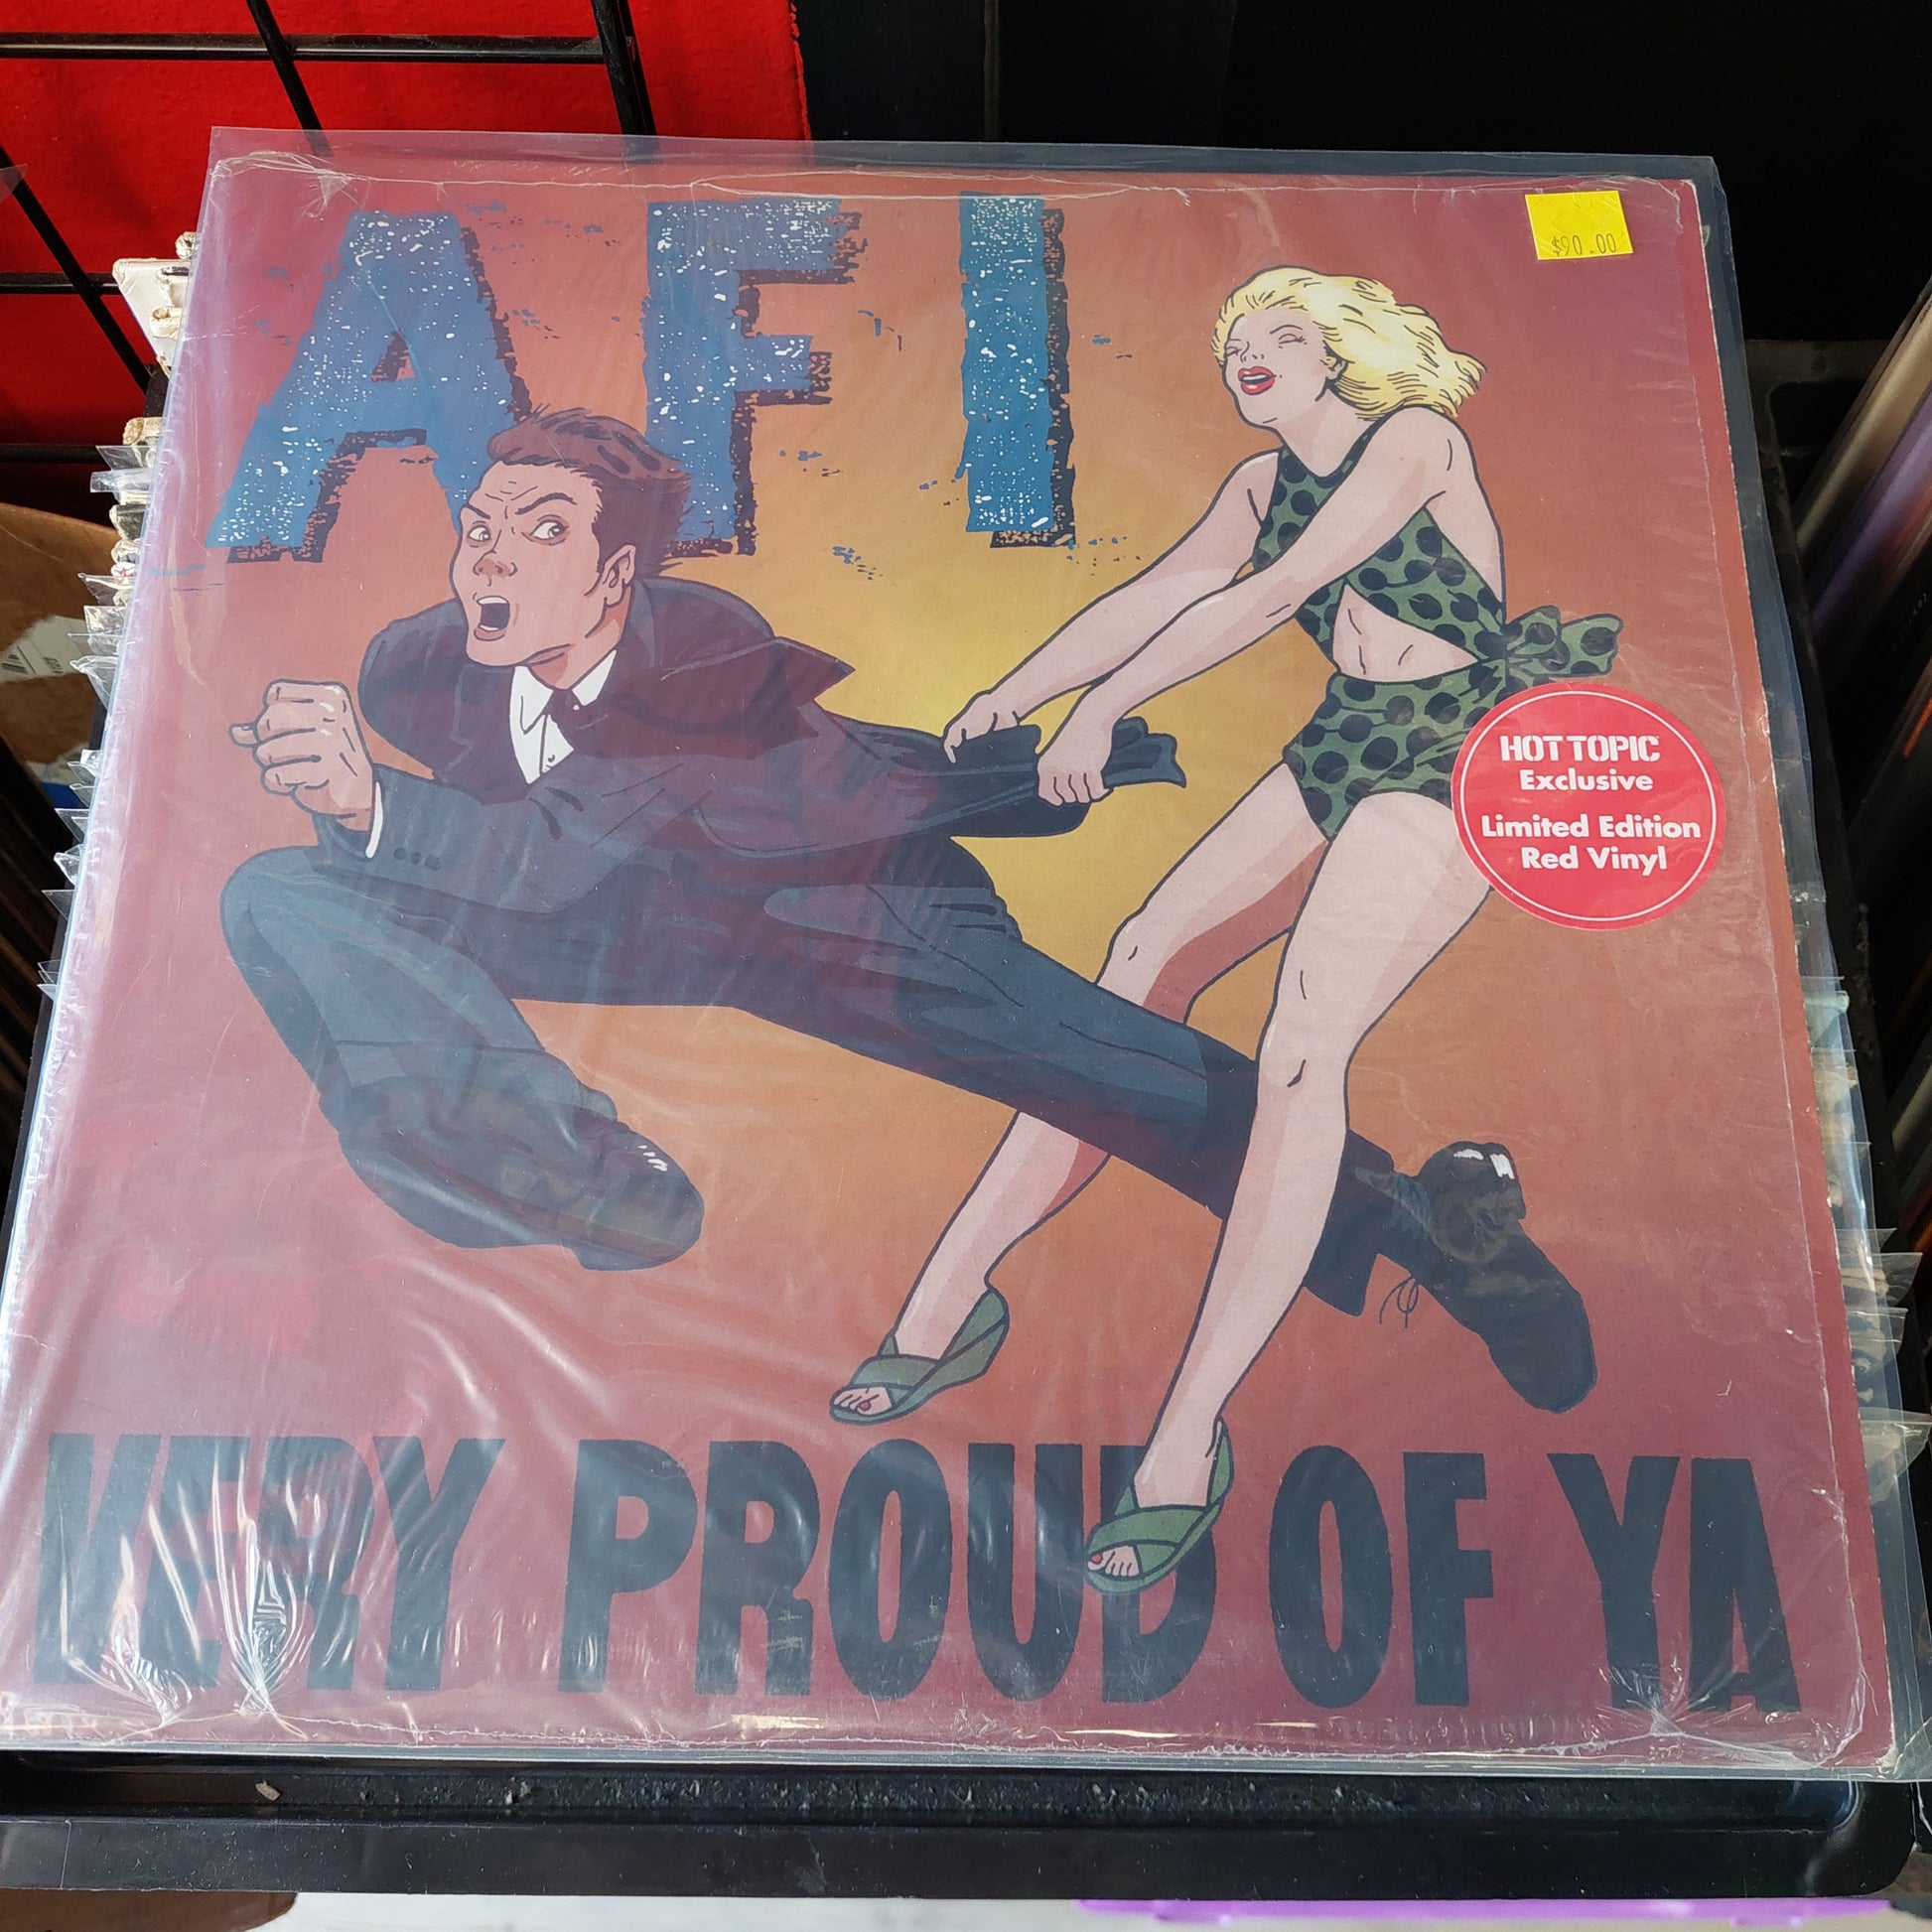 AFI
$90.00
HOT TOPIC
Exclusive
Limited Edition
Red Vinyl
VERY PROUD OF YA